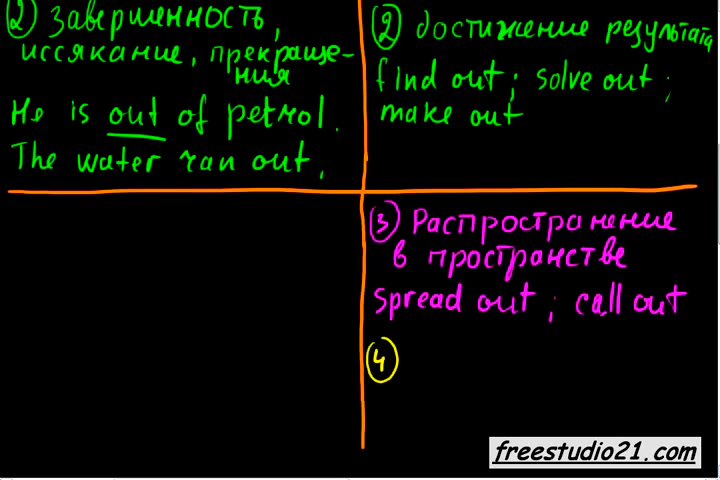 ② Завершенность,
иссякание, прекраще-
ния
He is out of petrol.
The water ran out.
② достижение результата
find out; solve out;
make out
③ Распространение
в пространстве
spread out; call out
④
freestudio21.com